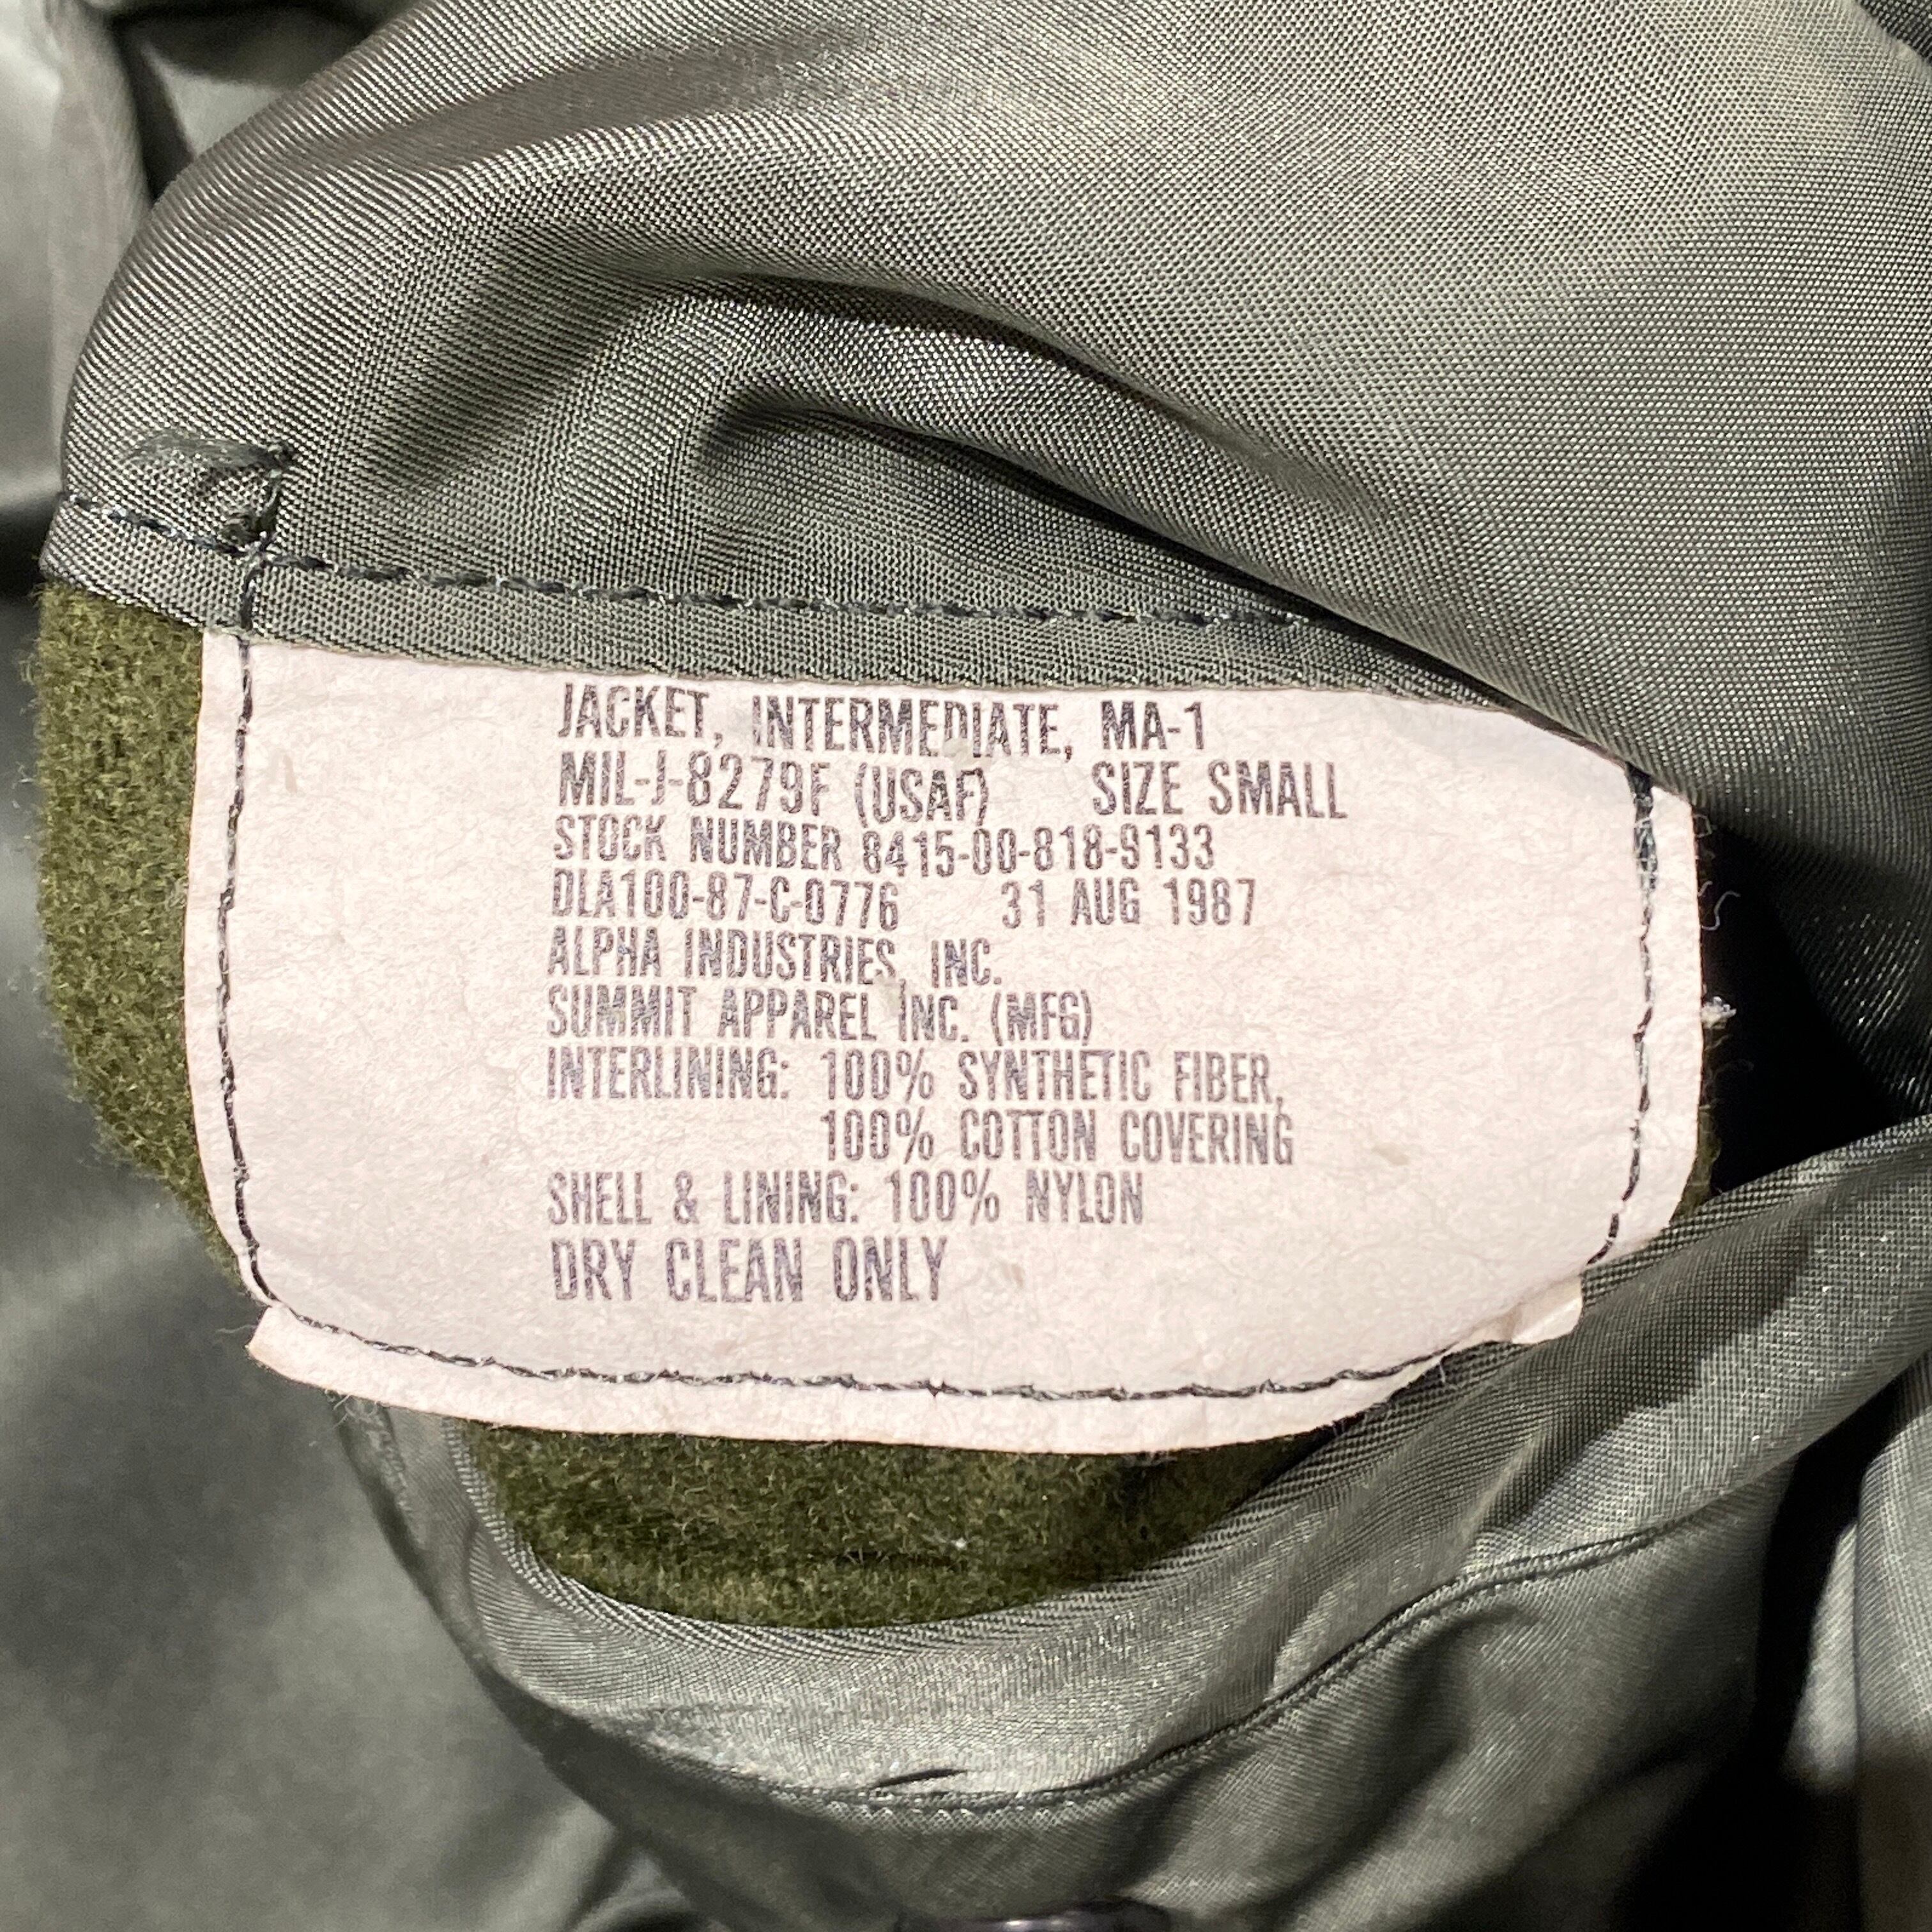 JACKET, INTERMEDIATE, MA-1
MIL-J-8279F (USAF) SIZE SMALL
STOCK NUMBER 8415-00-818-9133
DLA100-87-C-0776 31 AUG 1987
ALPHA INDUSTRIES, INC.
SUMMIT APPAREL INC. (MFG)
INTERLINING: 100% SYNTHETIC FIBER,
100% COTTON COVERING
SHELL & LINING: 100% NYLON
DRY CLEAN ONLY